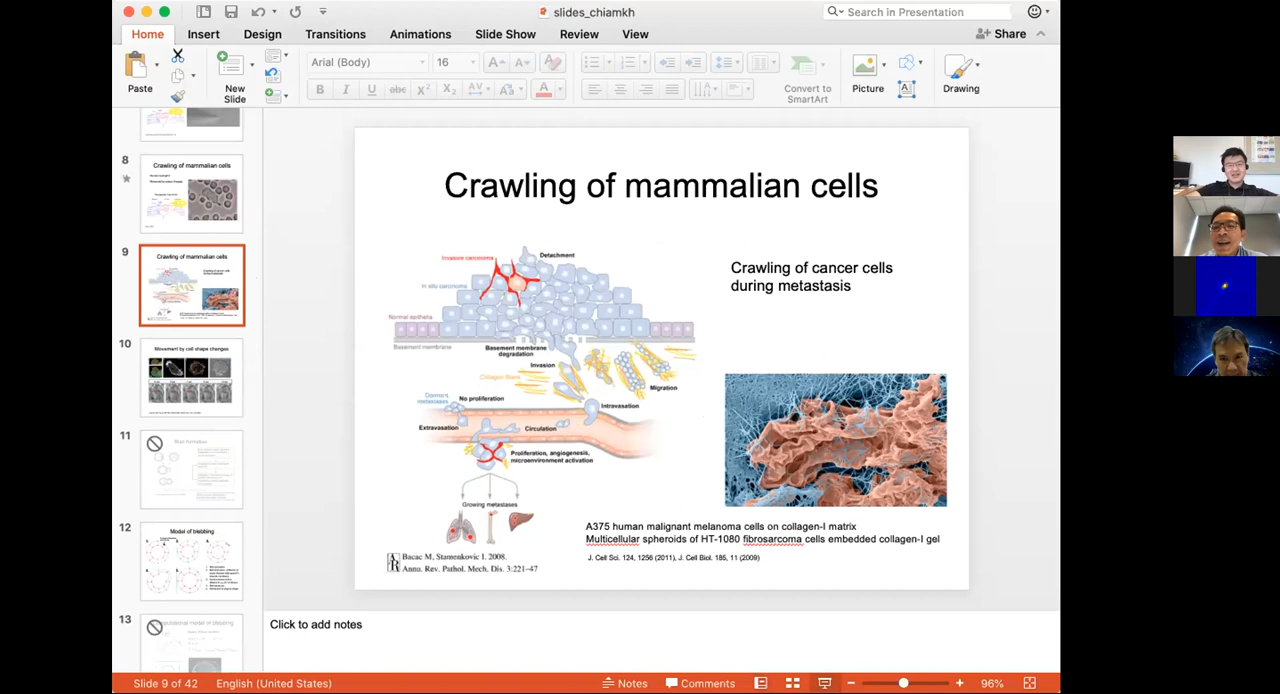 slides_chiamkh
Search in Presentation
Home
Insert
Design
Transitions
Animations
Slide Show
Review
View
Share
Paste
New
Slide
Arial (Body)
16
Convert to
SmartArt
Picture
Drawing
8
Crawling of mammalian cells
9
Crawling of mammalian cells
10
Movement by cell shape changes
11
12
Model of blebbing
13
Crawling of mammalian cells
Invasive carcinoma
Detachment
In situ carcinoma
Normal epithelia
Basement membrane
Basement membrane
degradation
Invasion
Collagen fibers
Migration
Dormant
metastases
No proliferation
Intravasation
Extravasation
Circulation
Proliferation, angiogenesis,
microenvironment activation
Growing metastases
AR
Bacac M, Stamenkovic I. 2008.
Annu. Rev. Pathol. Mech. Dis. 3:221–47
Crawling of cancer cells
during metastasis
A375 human malignant melanoma cells on collagen-I matrix
Multicellular spheroids of HT-1080 fibrosarcoma cells embedded collagen-I gel
J. Cell Sci. 124, 1256 (2011), J. Cell Biol. 185, 11 (2009)
Click to add notes
Slide 9 of 42
English (United States)
Notes
Comments
96%